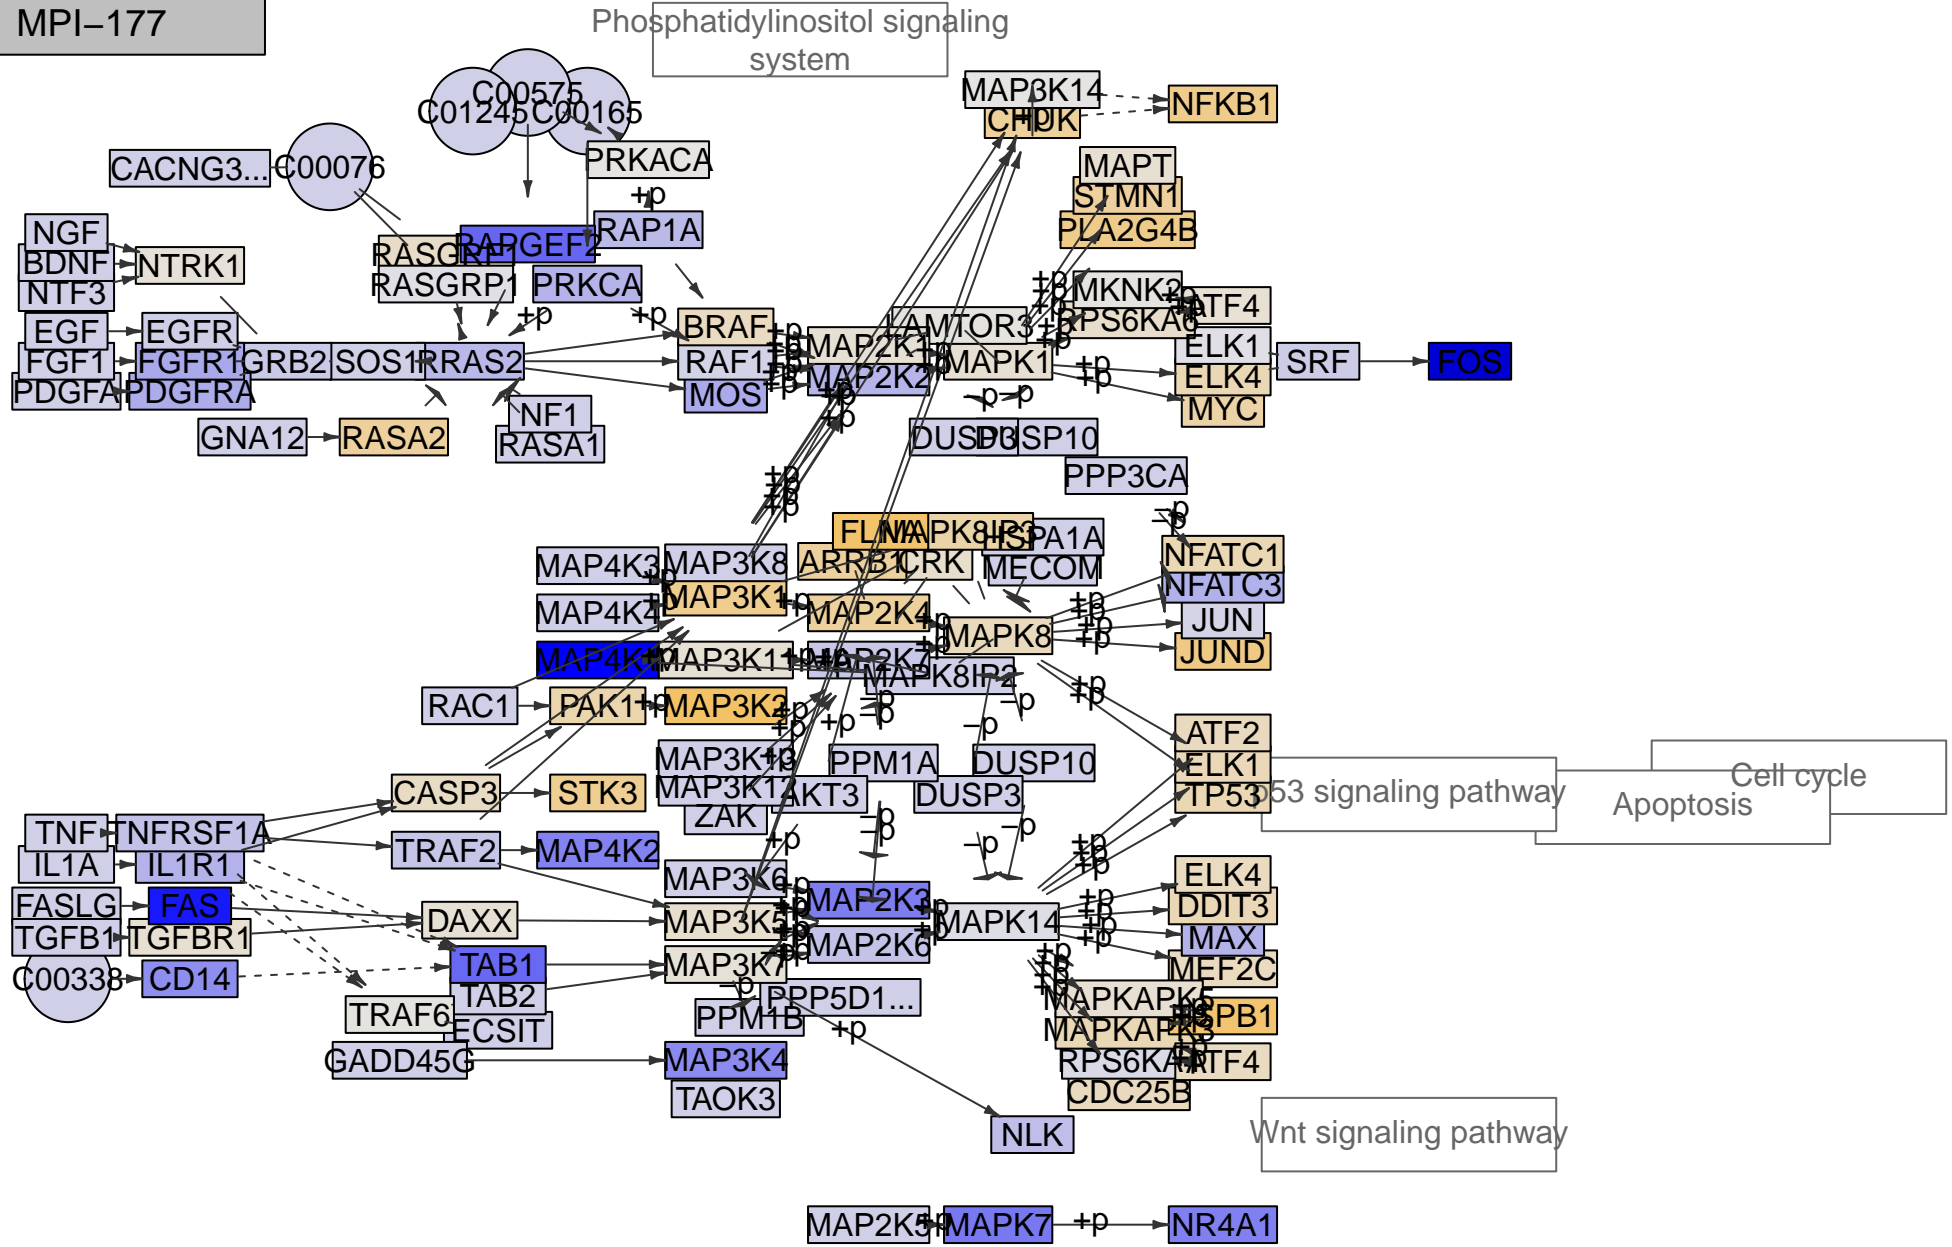 MPI−177
Phosphatidylinositol signaling
system
C00575
C01245
C00165
MAP3K14
CHUK
+p
NFKB1
CACNG3...
C00076
PRKACA
+p
MAPT
STMN1
PLA2G4B
NGF
BDNF
NTF3
NTRK1
RASGRP1
RAPGEF2
RAP1A
PRKCA
+p
+p
MKNK2
RPS6KA6
ATF4
EGF
EGFR
FGF1
FGFR1
GRB2
SOS1
RRAS2
PDGFA
PDGFRA
BRAF
RAF1
MOS
+p
+p
+p
MAP2K1
MAP2K2
LAMTOR3
MAPK1
+p
+p
+p
+p
ELK1
ELK4
MYC
SRF
FOS
GNA12
RASA2
NF1
RASA1
−p
−p
DUSP3
DUSP10
PPP3CA
+p
+p
+p
+p
+p
−p
−p
FLNA
MAPK8IP3
HSPA1A
ARRB1
CRK
MECOM
NFATC1
NFATC3
JUN
JUND
MAP4K3
MAP4K4
MAP3K8
MAP3K1
+p
+p
+p
MAP2K4
+p
MAPK8
+p
+p
+p
+p
MAP3K11
MAP2K7
MAPK8IP2
RAC1
PAK1
+p
MAP3K2
+p
+p
+p
−p
−p
−p
−p
+p
+p
MAP3K13
MAP3K12
ZAK
AKT3
PPM1A
DUSP10
DUSP3
ATF2
ELK1
TP53
p53 signaling pathway
Cell cycle
Apoptosis
CASP3
STK3
TNF
TNFRSF1A
TRAF2
MAP4K2
IL1A
IL1R1
+p
−p
−p
−p
−p
+p
+p
+p
FASLG
FAS
TGFB1
TGFBR1
DAXX
MAP3K6
MAP3K5
MAP3K7
MAP2K3
MAP2K6
MAPK14
ELK4
DDIT3
MAX
MEF2C
C00338
CD14
TAB1
TAB2
ECSIT
TRAF6
−p
PPM1B
PPP5D1...
+p
MAPKAPK5
MAPKAPK3
HSPB1
ATF4
CDC25B
GADD45G
MAP3K4
TAOK3
NLK
Wnt signaling pathway
MAP2K5
+p
MAPK7
+p
NR4A1